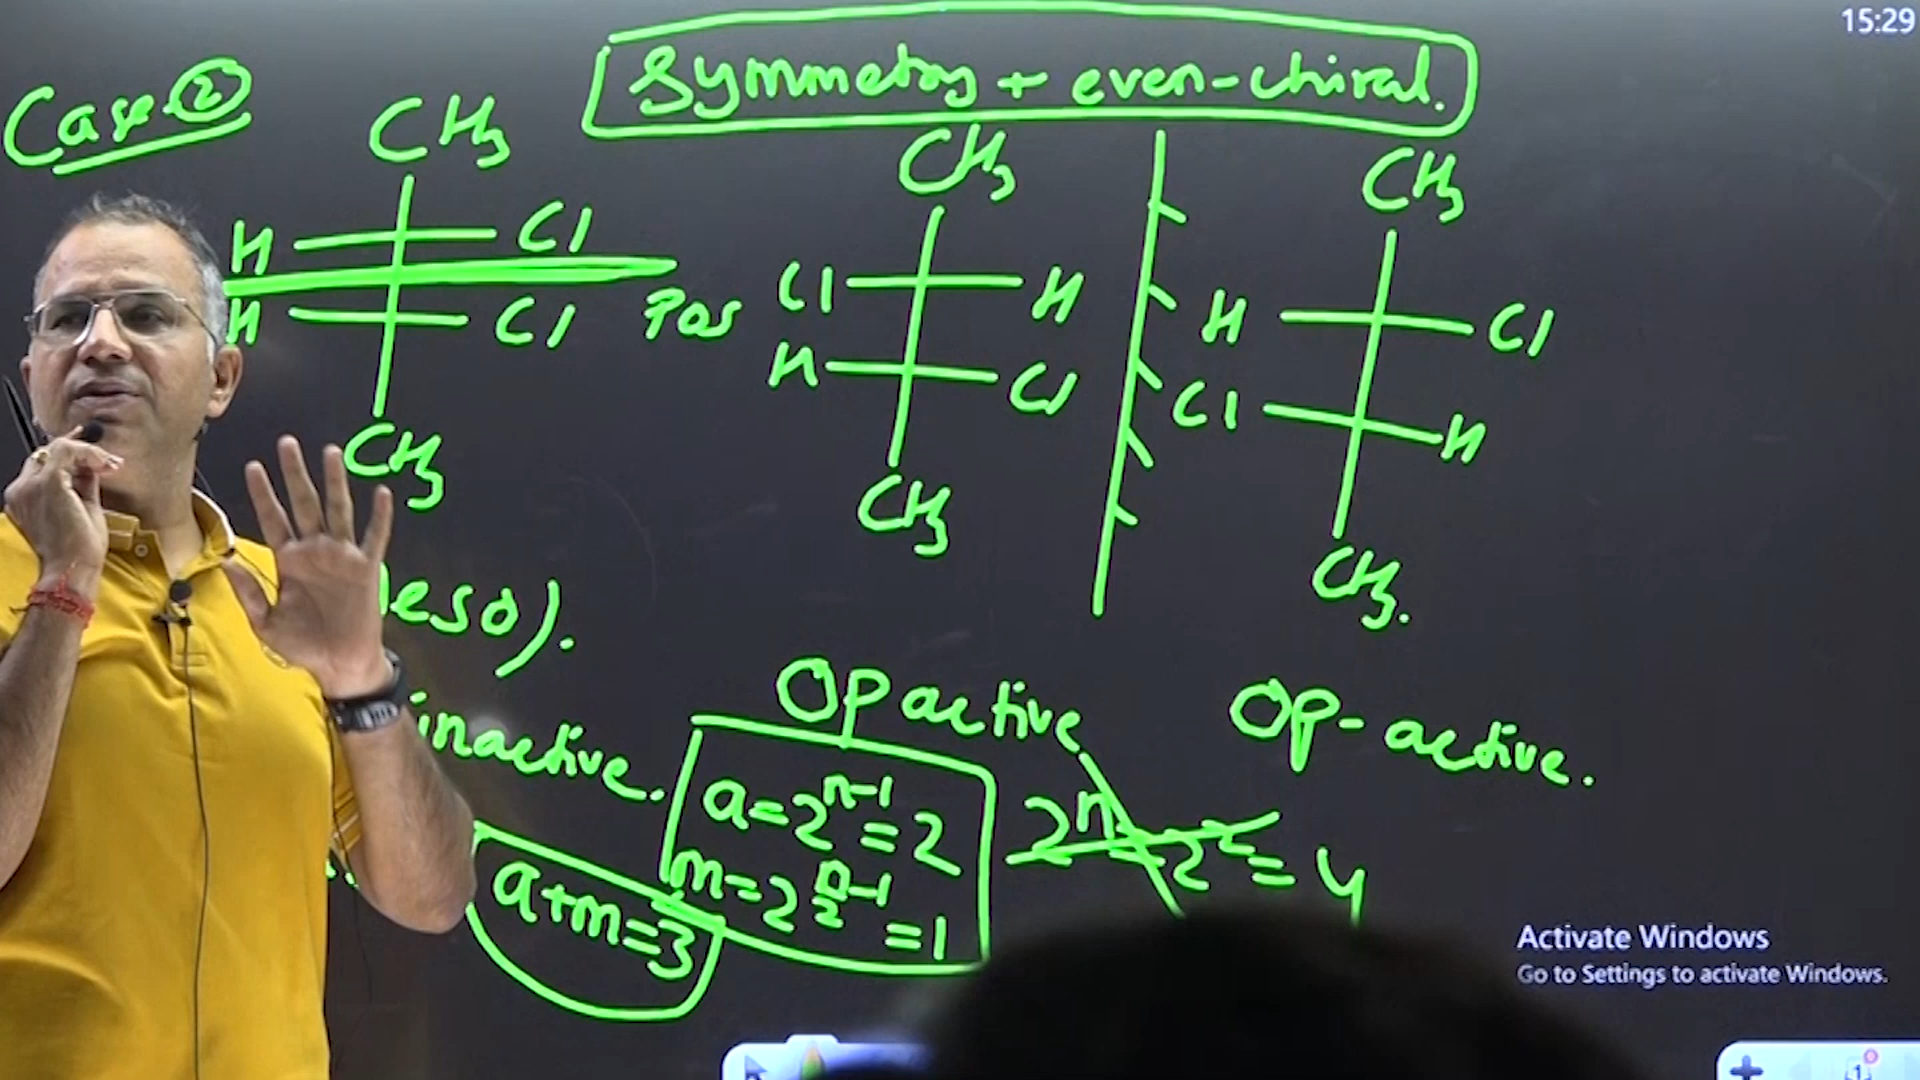 15:29
Case ②
Symmetry + even-chiral.
CH3
H Cl
H Cl
CH3
Pos
CH3
Cl H
H Cl
CH3
CH3
H Cl
Cl H
CH3.
eso).
inactive.
Op active
Op-active.
a=2^{n-1}=2
m=2^{n/2-1}=1
a+m=3
2^n=2^2=4
Activate Windows
Go to Settings to activate Windows.